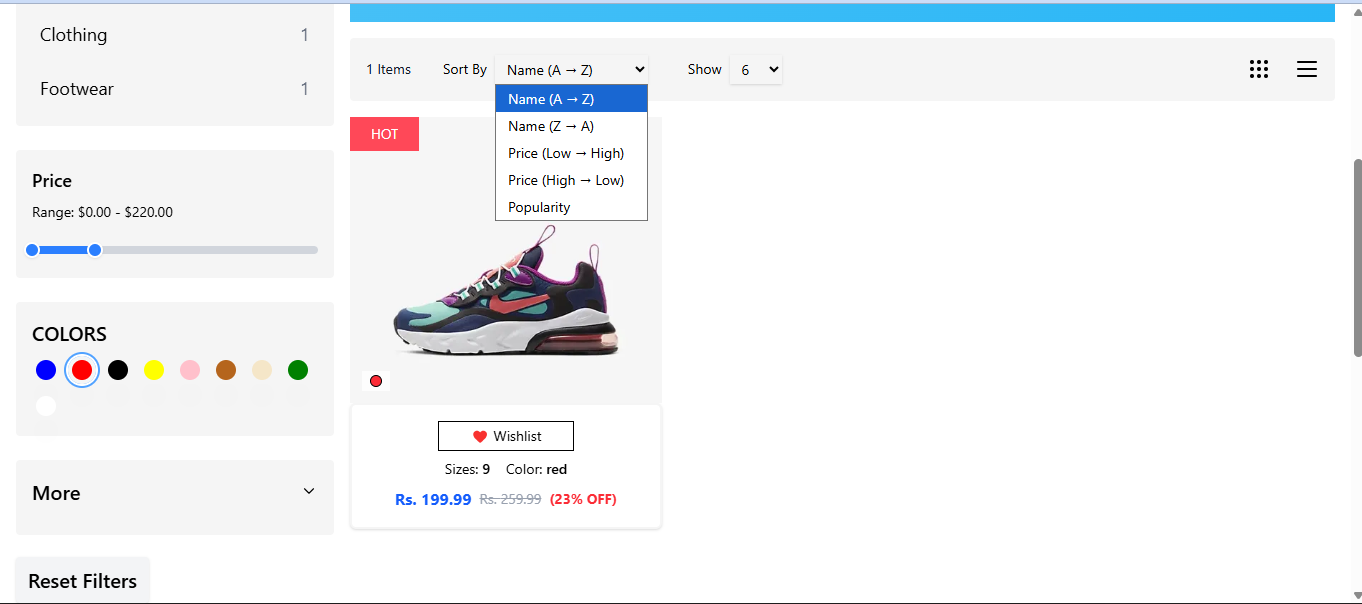 Clothing 1
Footwear 1
Price
Range: $0.00 - $220.00
COLORS
More
Reset Filters
1 Items Sort By Name (A → Z) Show 6
Name (A → Z)
Name (Z → A)
Price (Low → High)
Price (High → Low)
Popularity
HOT
Wishlist
Sizes: 9 Color: red
Rs. 199.99 Rs. 259.99 (23% OFF)